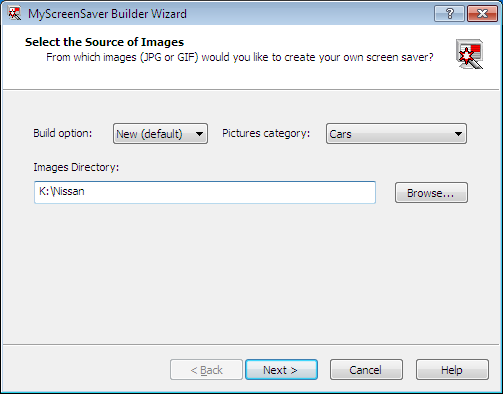 MyScreenSaver Builder Wizard
?
Select the Source of Images
From which images (JPG or GIF) would you like to create your own screen saver?
Build option: New (default) Pictures category: Cars
Images Directory:
K:\Nissan Browse...
< Back Next > Cancel Help